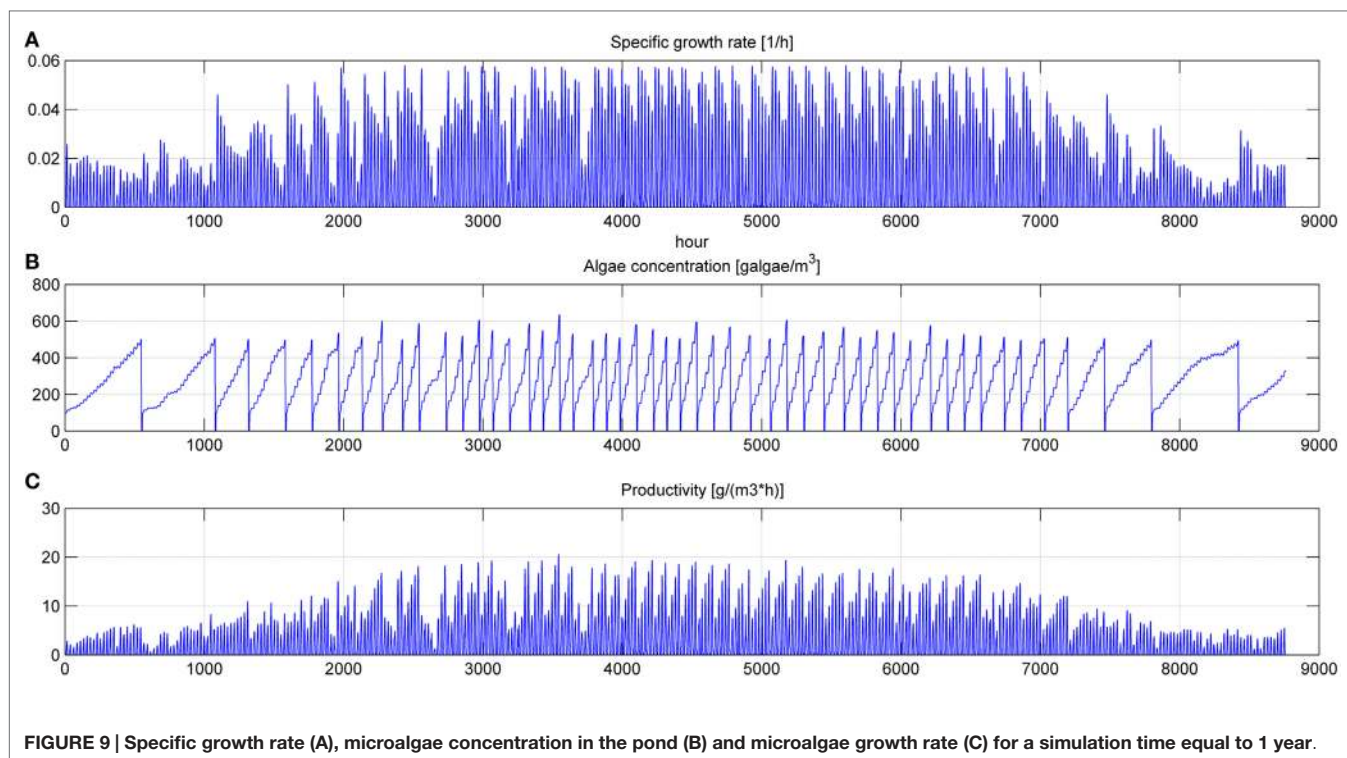 A
Specific growth rate [1/h]
0.06
0.04
0.02
0
0 1000 2000 3000 4000 5000 6000 7000 8000 9000
hour
B
Algae concentration [galgae/m³]
800
600
400
200
0
0 1000 2000 3000 4000 5000 6000 7000 8000 9000
C
Productivity [g/(m3*h)]
30
20
10
0
0 1000 2000 3000 4000 5000 6000 7000 8000 9000
FIGURE 9 | Specific growth rate (A), microalgae concentration in the pond (B) and microalgae growth rate (C) for a simulation time equal to 1 year.